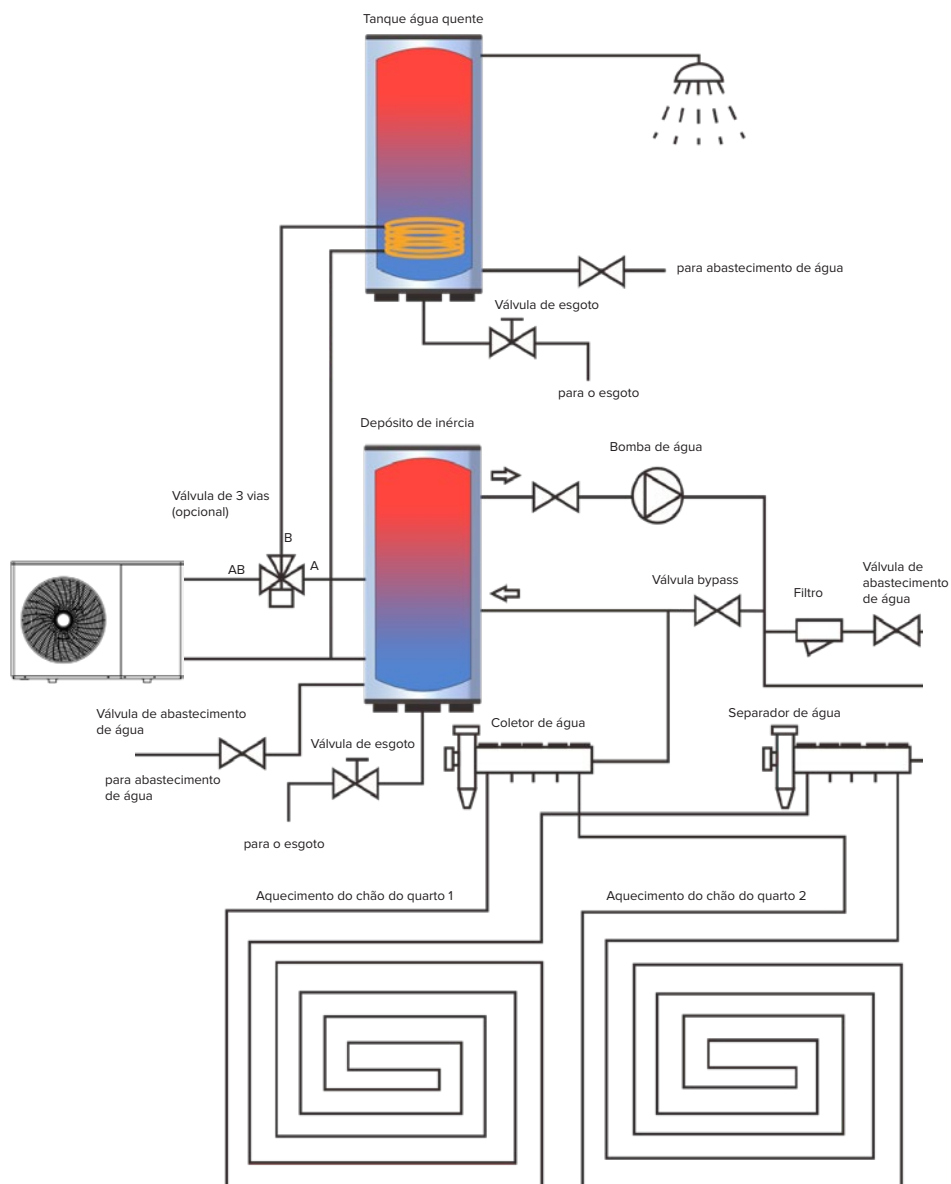 Tanque água quente
para abastecimento de água
Válvula de esgoto
para o esgoto
Depósito de inércia
Bomba de água
Válvula de 3 vias
(opcional)
B
AB
A
Válvula bypass
Filtro
Válvula de
abastecimento
de água
Válvula de abastecimento
de água
para abastecimento
de água
Válvula de esgoto
para o esgoto
Coletor de água
Separador de água
Aquecimento do chão do quarto 1
Aquecimento do chão do quarto 2